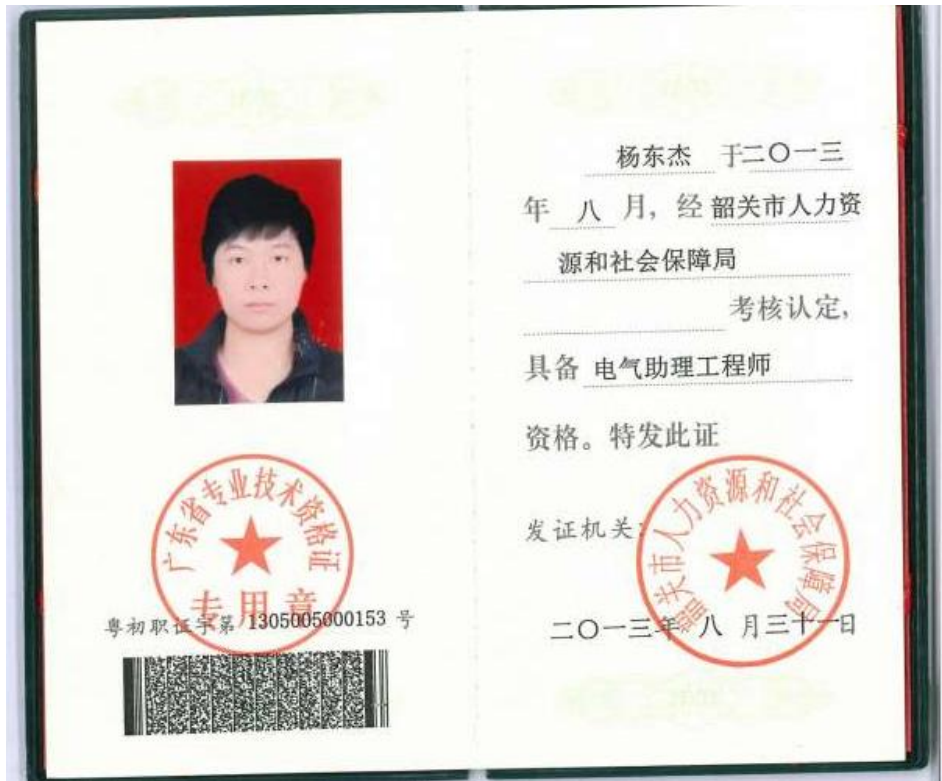 广东省专业技术资格证
专用章
粤初职证字第 1305005000153 号
杨东杰 于二〇一三
年 八 月, 经 韶关市人力资
源和社会保障局
考核认定,
具备 电气助理工程师
资格。特发此证
发证机关:
韶关市人力资源和社会保障局
二〇一三年 八 月三十一日